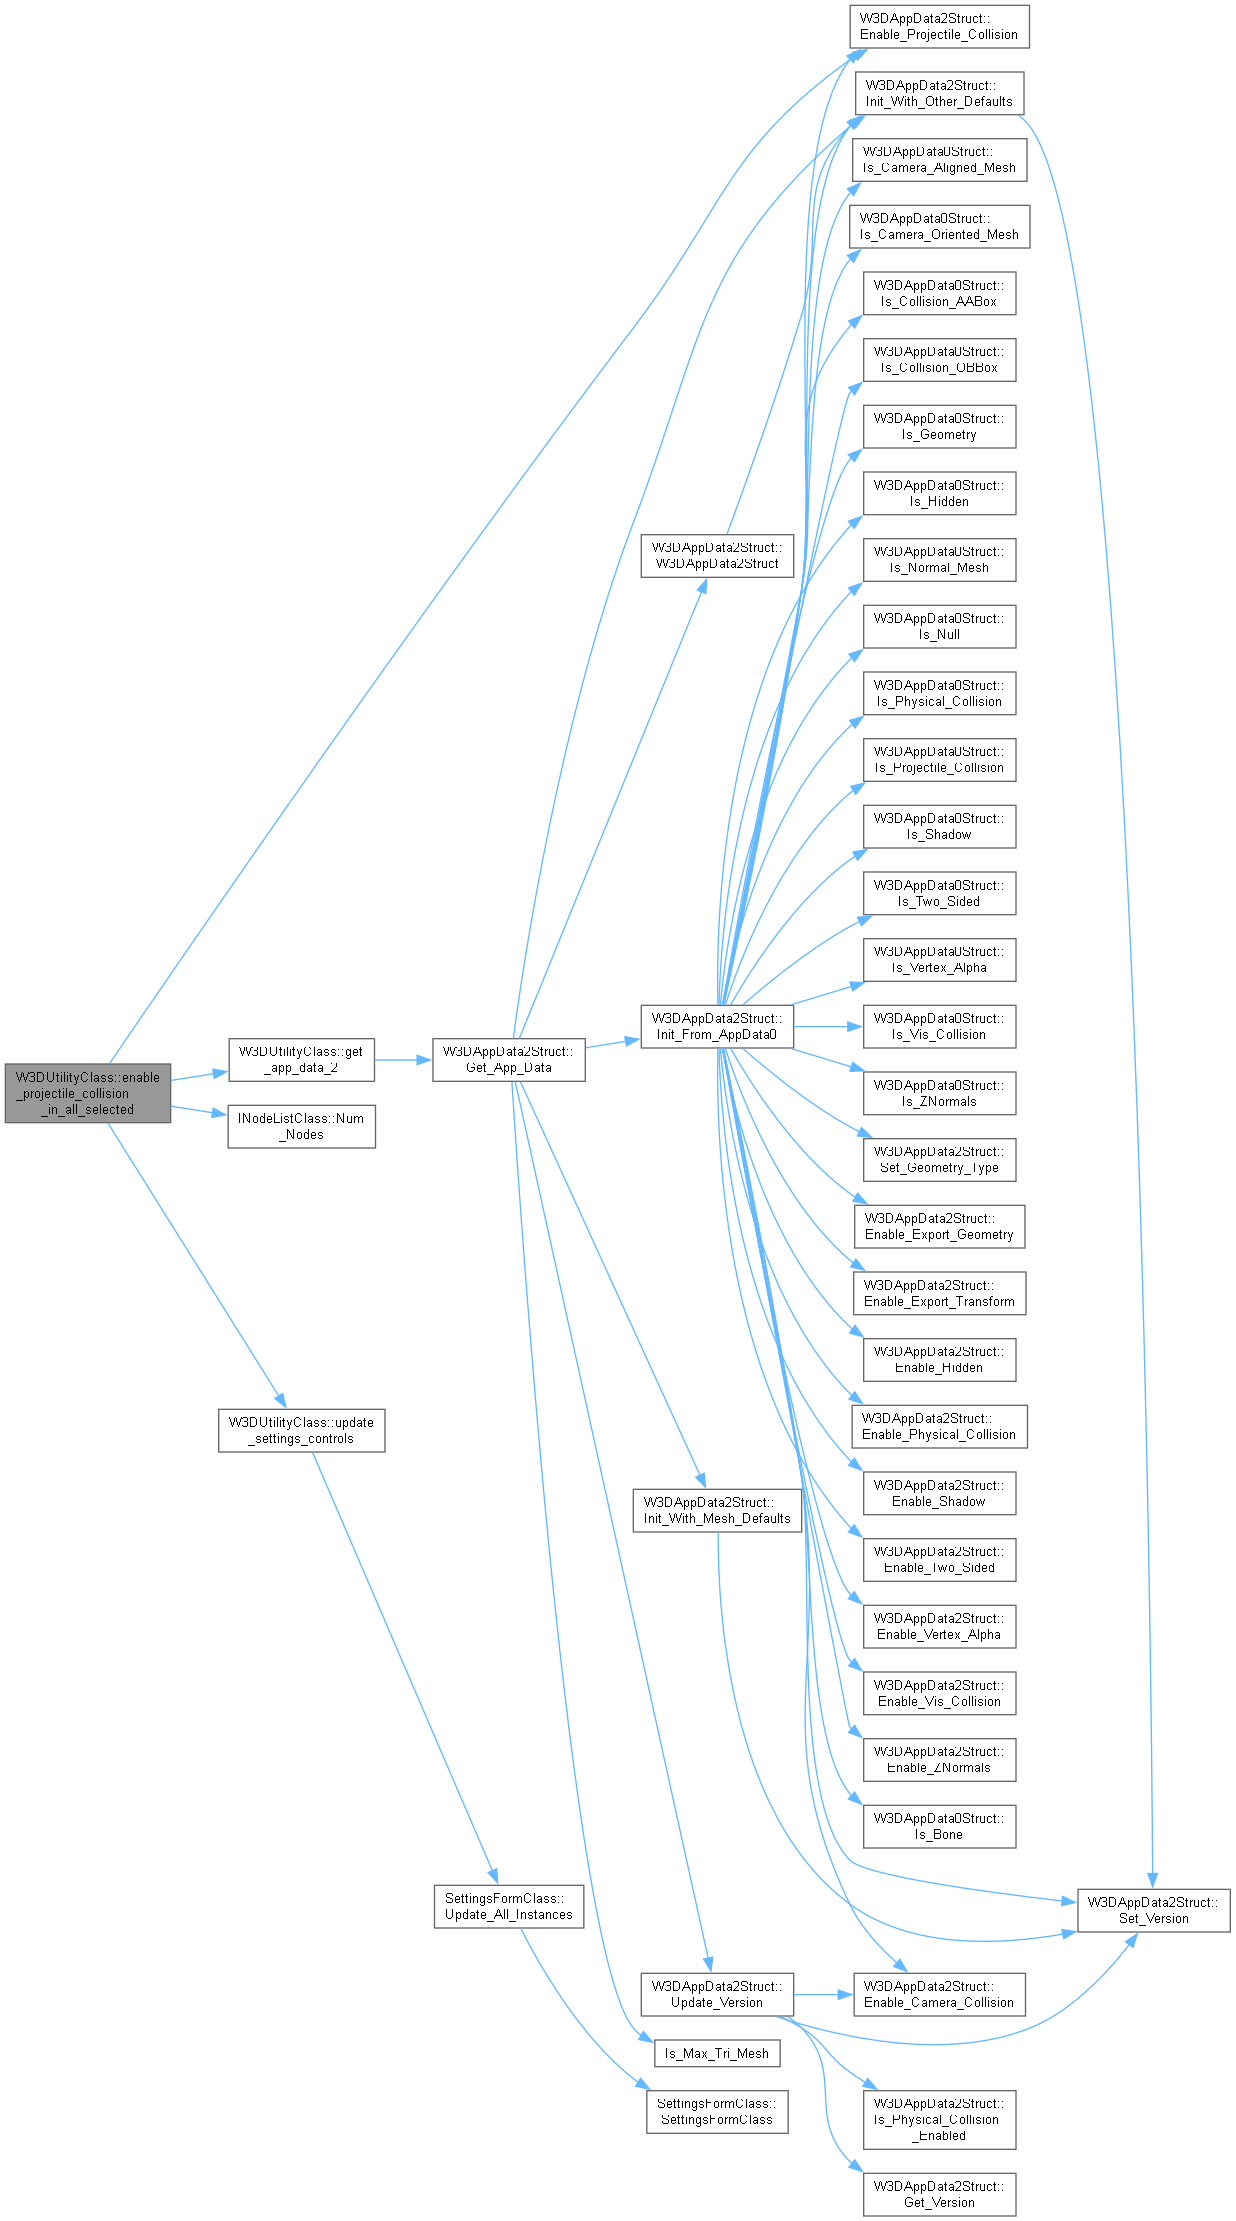 W3DAppData2Struct::
Enable_Projectile_Collision
W3DAppData2Struct::
Init_With_Other_Defaults
W3DAppData0Struct::
Is_Camera_Aligned_Mesh
W3DAppData0Struct::
Is_Camera_Oriented_Mesh
W3DAppData0Struct::
Is_Collision_AABox
W3DAppData0Struct::
Is_Collision_OBBox
W3DAppData0Struct::
Is_Geometry
W3DAppData0Struct::
Is_Hidden
W3DAppData2Struct::
W3DAppData2Struct
W3DAppData0Struct::
Is_Normal_Mesh
W3DAppData0Struct::
Is_Null
W3DAppData0Struct::
Is_Physical_Collision
W3DAppData0Struct::
Is_Projectile_Collision
W3DAppData0Struct::
Is_Shadow
W3DAppData0Struct::
Is_Two_Sided
W3DAppData0Struct::
Is_Vertex_Alpha
W3DAppData2Struct::
Init_From_AppData0
W3DAppData0Struct::
Is_Vis_Collision
W3DUtilityClass::enable
_projectile_collision
_in_all_selected
W3DUtilityClass::get
_app_data_2
W3DAppData2Struct::
Get_App_Data
W3DAppData0Struct::
Is_ZNormals
INodeListClass::Num
_Nodes
W3DAppData2Struct::
Set_Geometry_Type
W3DAppData2Struct::
Enable_Export_Geometry
W3DAppData2Struct::
Enable_Export_Transform
W3DAppData2Struct::
Enable_Hidden
W3DUtilityClass::update
_settings_controls
W3DAppData2Struct::
Enable_Physical_Collision
W3DAppData2Struct::
Enable_Shadow
W3DAppData2Struct::
Init_With_Mesh_Defaults
W3DAppData2Struct::
Enable_Two_Sided
W3DAppData2Struct::
Enable_Vertex_Alpha
W3DAppData2Struct::
Enable_Vis_Collision
W3DAppData2Struct::
Enable_ZNormals
W3DAppData0Struct::
Is_Bone
SettingsFormClass::
Update_All_Instances
W3DAppData2Struct::
Set_Version
W3DAppData2Struct::
Update_Version
W3DAppData2Struct::
Enable_Camera_Collision
Is_Max_Tri_Mesh
SettingsFormClass::
SettingsFormClass
W3DAppData2Struct::
Is_Physical_Collision
_Enabled
W3DAppData2Struct::
Get_Version